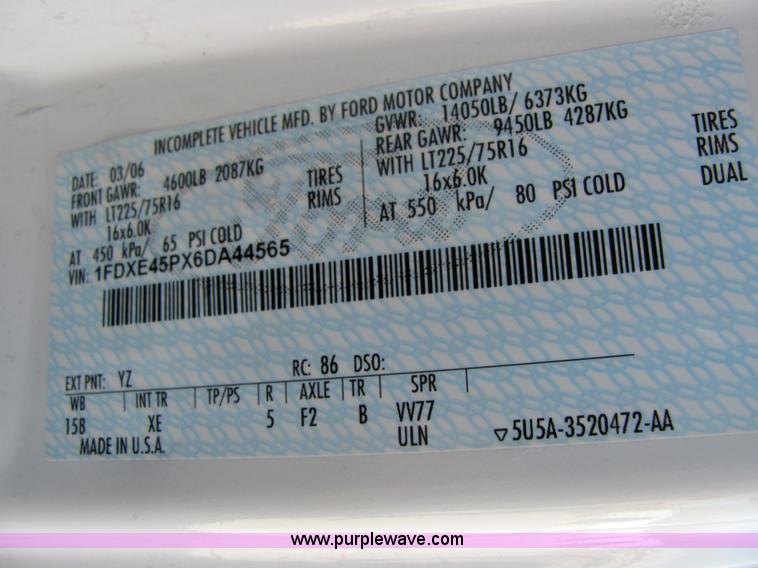 INCOMPLETE VEHICLE MFD. BY FORD MOTOR COMPANY
DATE: 03/06 GVWR: 14050LB/ 6373KG
FRONT GAWR: 4600LB 2087KG REAR GAWR: 9450LB 4287KG
WITH LT225/75R16 TIRES WITH LT225/75R16 TIRES
16x6.0K RIMS 16x6.0K RIMS
AT 450 kPa/ 65 PSI COLD AT 550 kPa/ 80 PSI COLD DUAL
VIN: 1FDXE45PX6DA44565
EXT PNT: YZ RC: 86 DSO:
WB INT TR TP/PS R AXLE TR SPR
158 XE 5 F2 B VV77
MADE IN U.S.A. ULN ▽5U5A-3520472-AA
www.purplewave.com